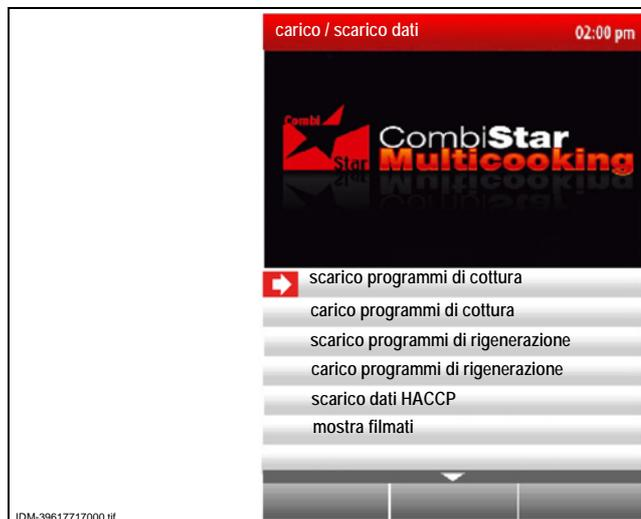 carico / scarico dati 02:00 pm
Combi
Star
CombiStar
Multicooking
scarico programmi di cottura
carico programmi di cottura
scarico programmi di rigenerazione
carico programmi di rigenerazione
scarico dati HACCP
mostra filmati
IDM-39617717000.tif